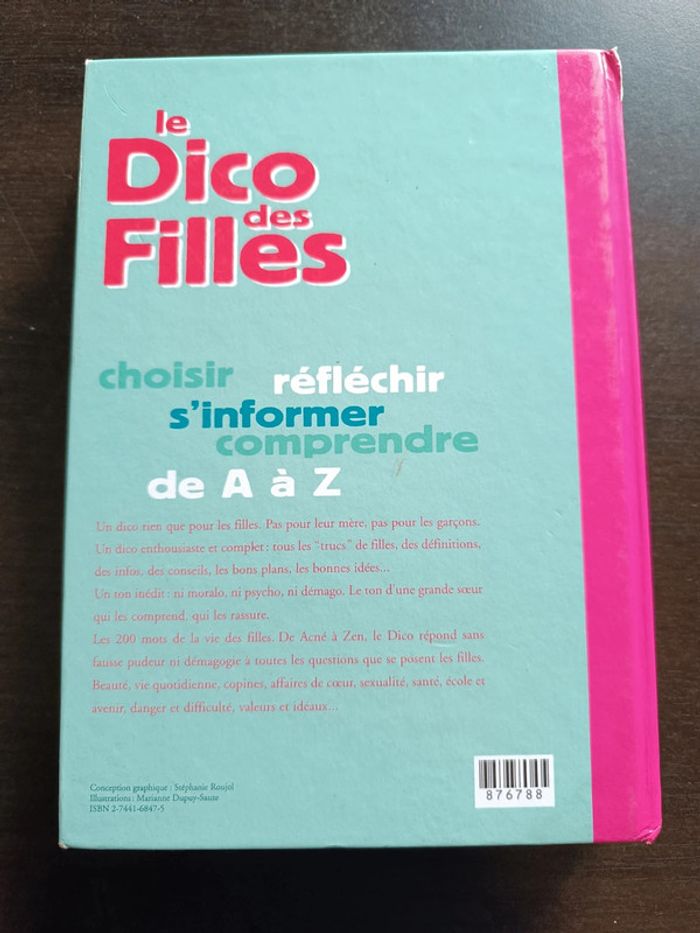 le
Dico
des
Filles
choisir réfléchir
s'informer
comprendre
de A à Z
Un dico rien que pour les filles. Pas pour leur mère, pas pour les garçons.
Un dico enthousiaste et complet : tous les "trucs" de filles, des définitions,
des infos, des conseils, les bons plans, les bonnes idées...
Un ton inédit : ni moralo, ni psycho, ni démago. Le ton d'une grande sœur
qui les comprend, qui les rassure.
Les 200 mots de la vie des filles. De Acné à Zen, le Dico répond sans
fausse pudeur ni démagogie à toutes les questions que se posent les filles.
Beauté, vie quotidienne, copines, affaires de cœur, sexualité, santé, école et
avenir, danger et difficulté, valeurs et idéaux...
Conception graphique : Stéphanie Roujol
Illustrations : Marianne Dupuy-Sauze
ISBN 2-7441-6847-5
876788